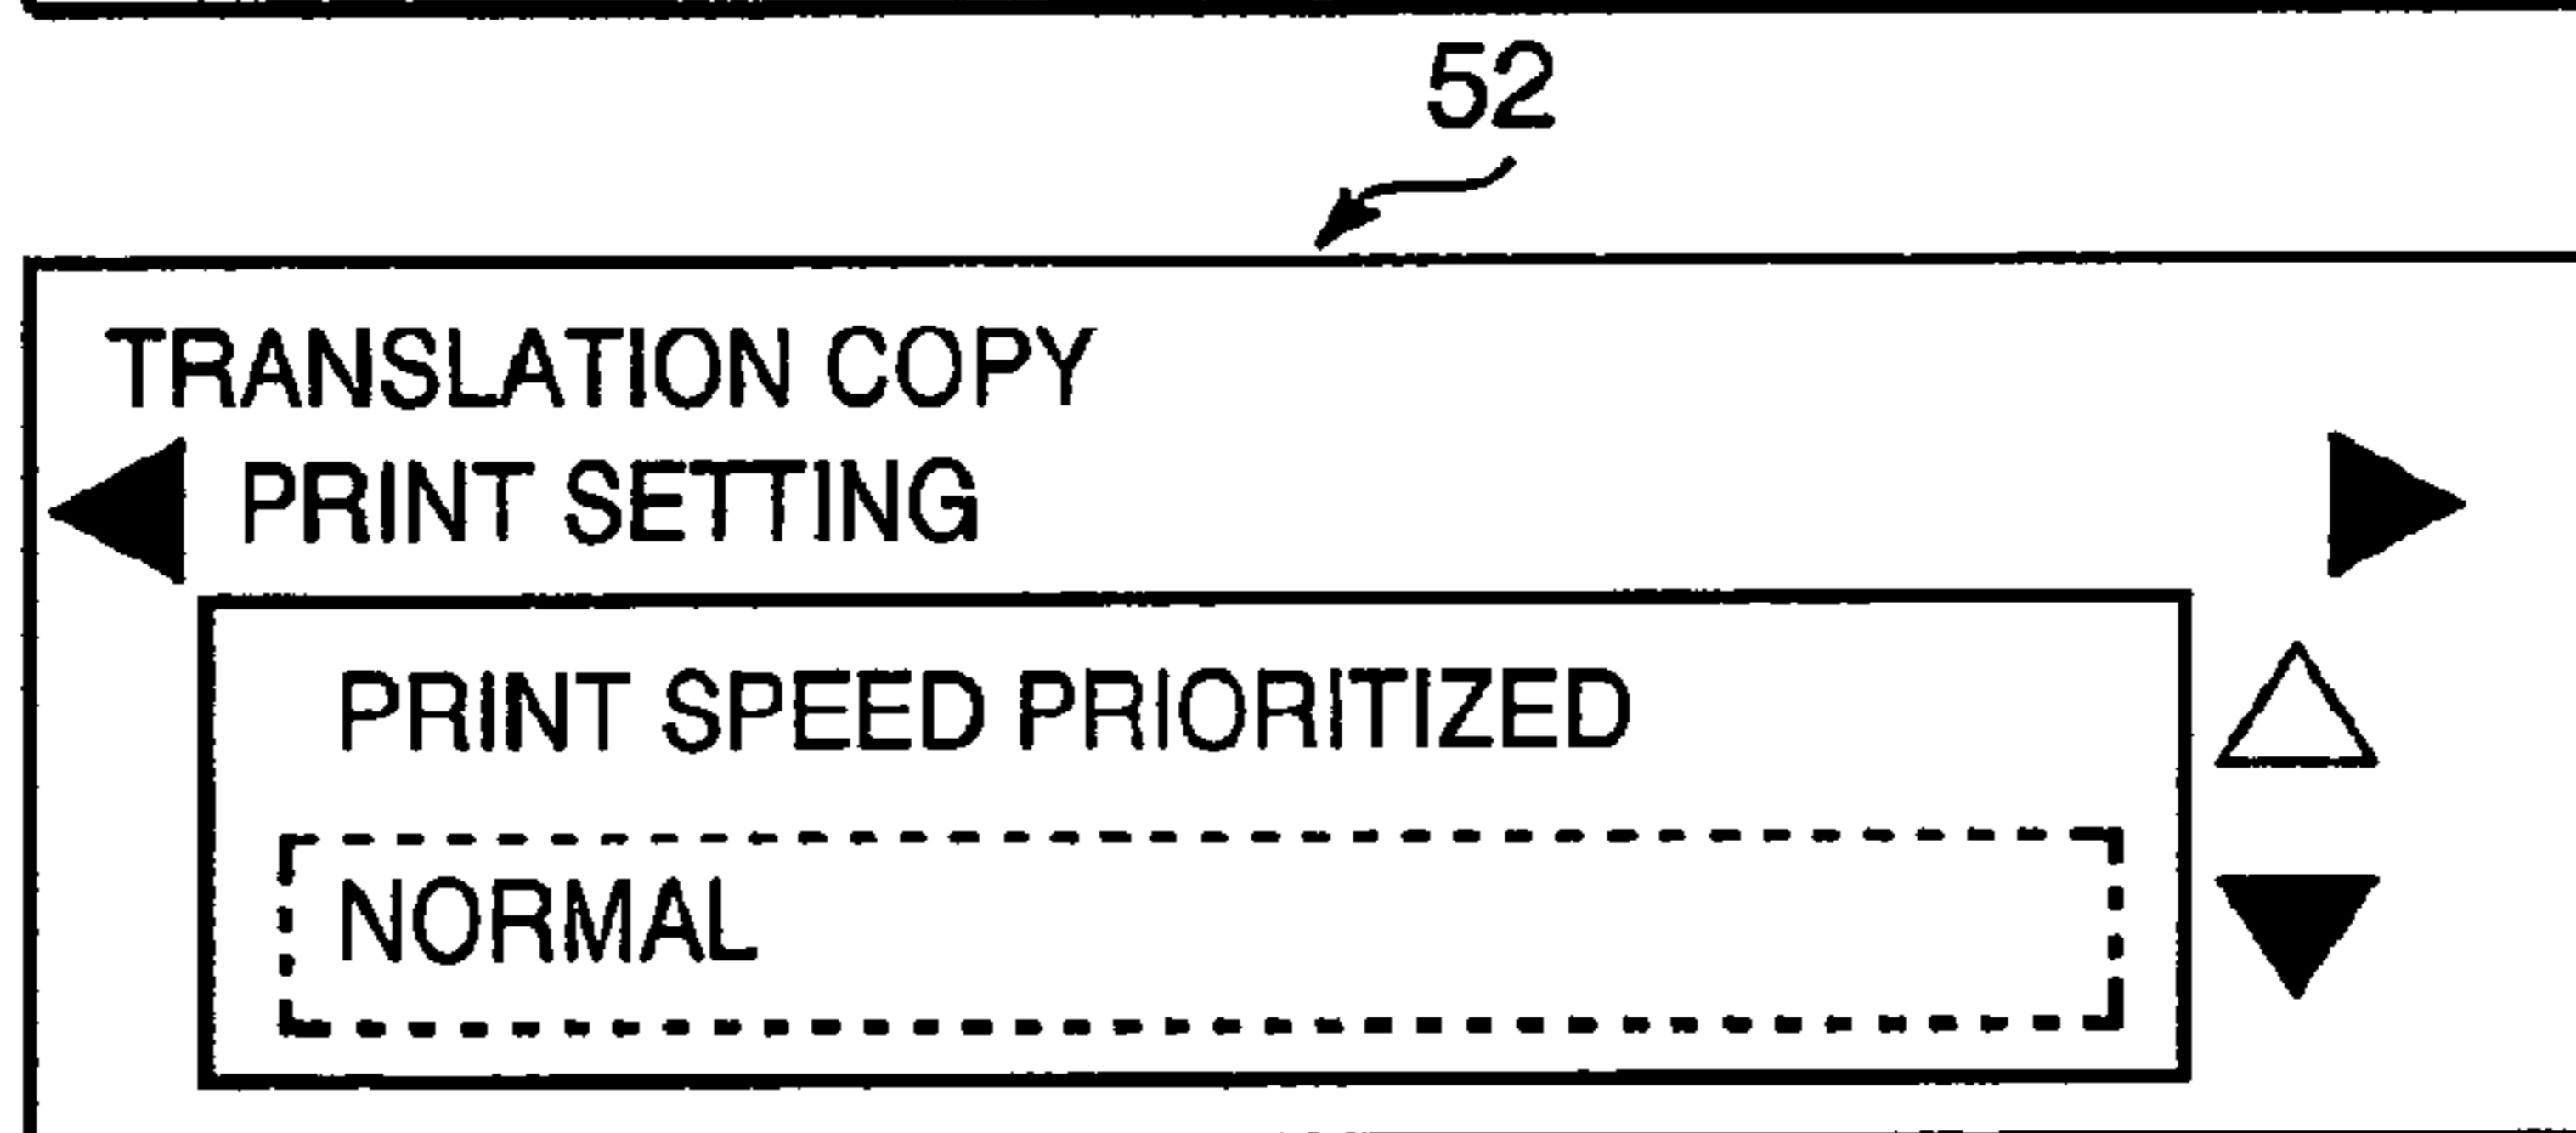 52
TRANSLATION COPY
PRINT SETTING
PRINT SPEED PRIORITIZED
NORMAL